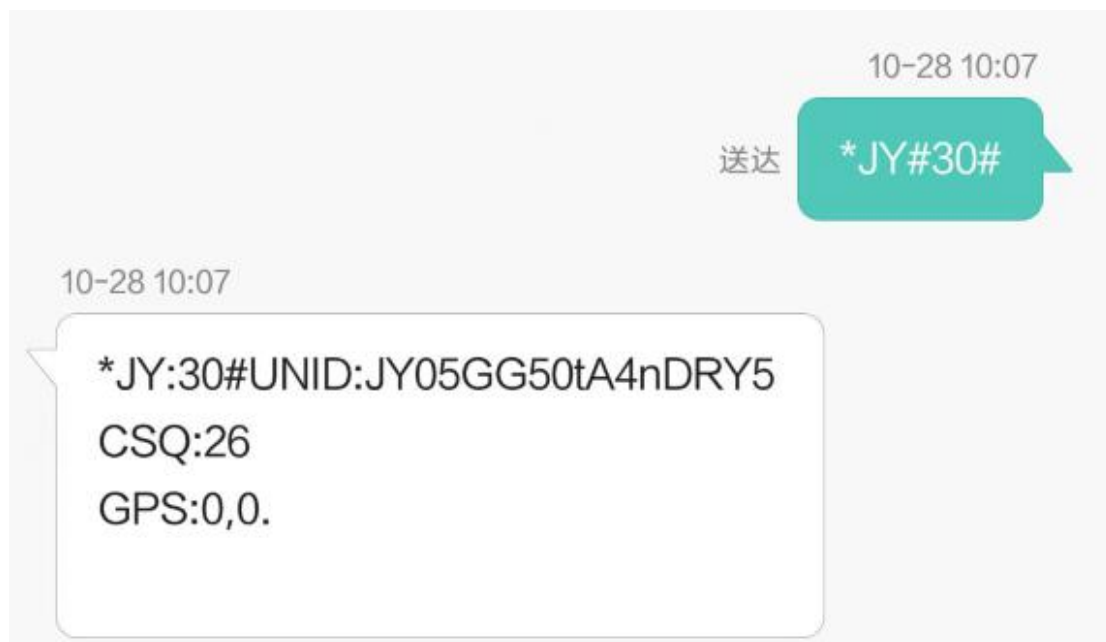 10-28 10:07
送达
*JY#30#
10-28 10:07
*JY:30#UNID:JY05GG50tA4nDRY5
CSQ:26
GPS:0,0.